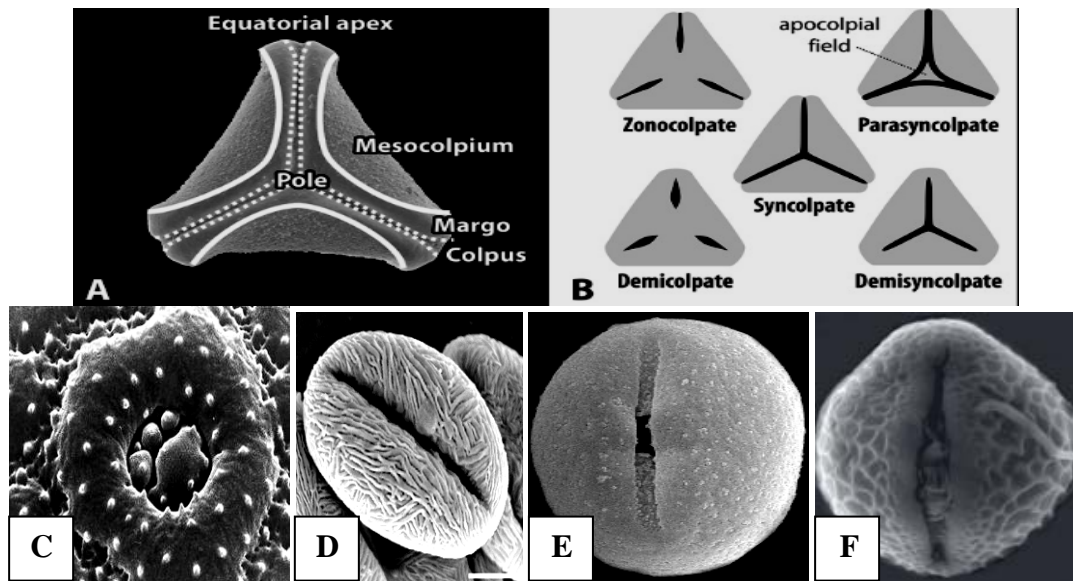 Equatorial apex
Mesocolpium
Pole
Margo
Colpus
A
apocolpial
field
Zonocolpate
Parasyncolpate
Syncolpate
Demicolpate
Demisyncolpate
B
C
D
E
F